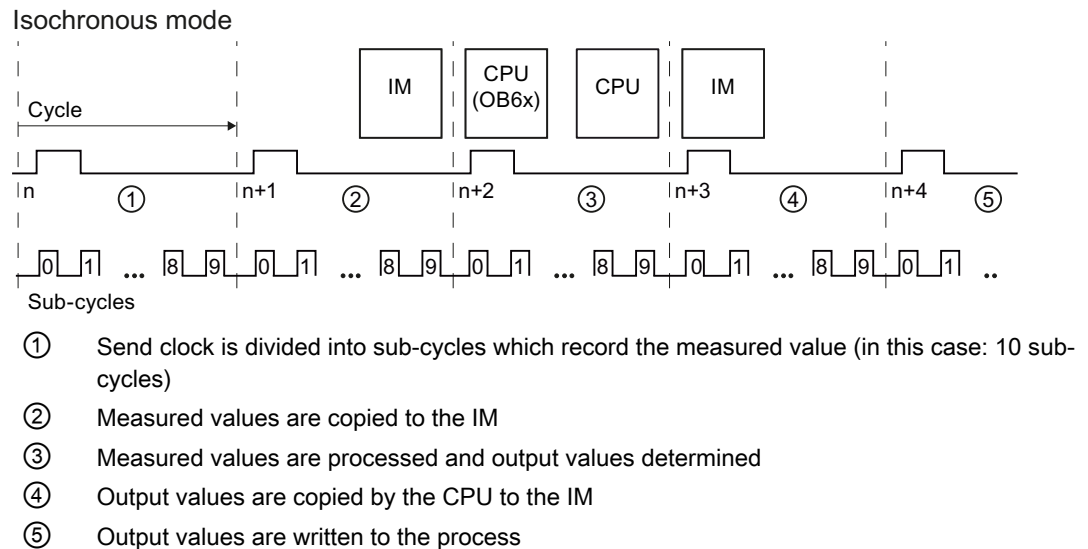 Isochronous mode
IM
CPU
(OB6x)
CPU
IM
Cycle
n ① n+1 ② n+2 ③ n+3 ④ n+4 ⑤
0 1 ... 8 9 0 1 ... 8 9 0 1 ... 8 9 0 1 ... 8 9 0 1 ..
Sub-cycles
① Send clock is divided into sub-cycles which record the measured value (in this case: 10 sub-
cycles)
② Measured values are copied to the IM
③ Measured values are processed and output values determined
④ Output values are copied by the CPU to the IM
⑤ Output values are written to the process